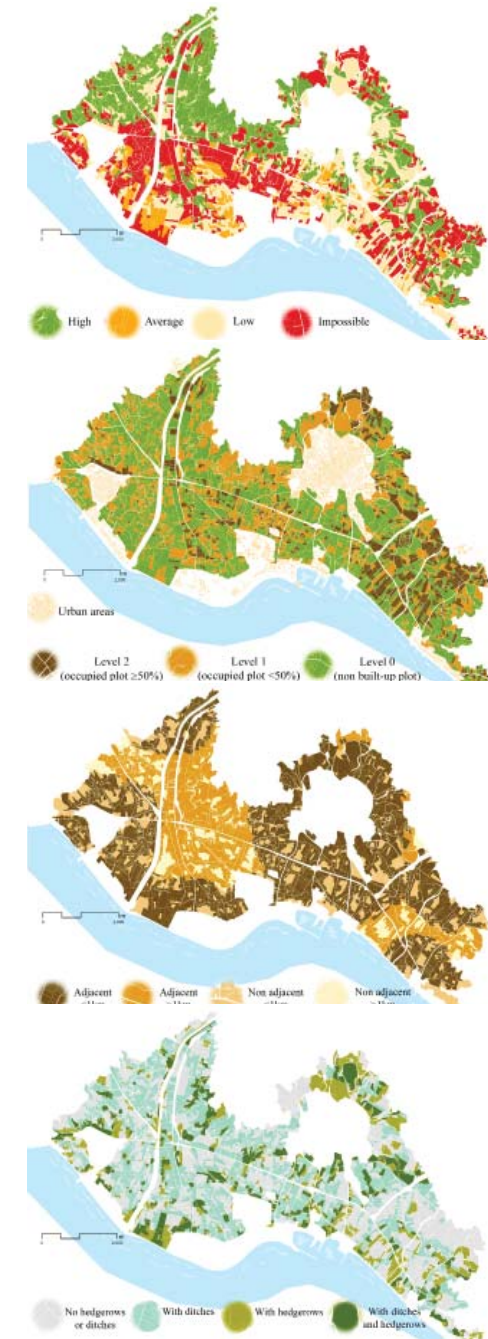 High
Average
Low
Impossible
Urban areas
Level 2
(occupied plot ≥50%)
Level 1
(occupied plot <50%)
Level 0
(non built-up plot)
Adjacent
Adjacent
Non adjacent
Non adjacent
No hedgerows
or ditches
With ditches
With hedgerows
With ditches
and hedgerows